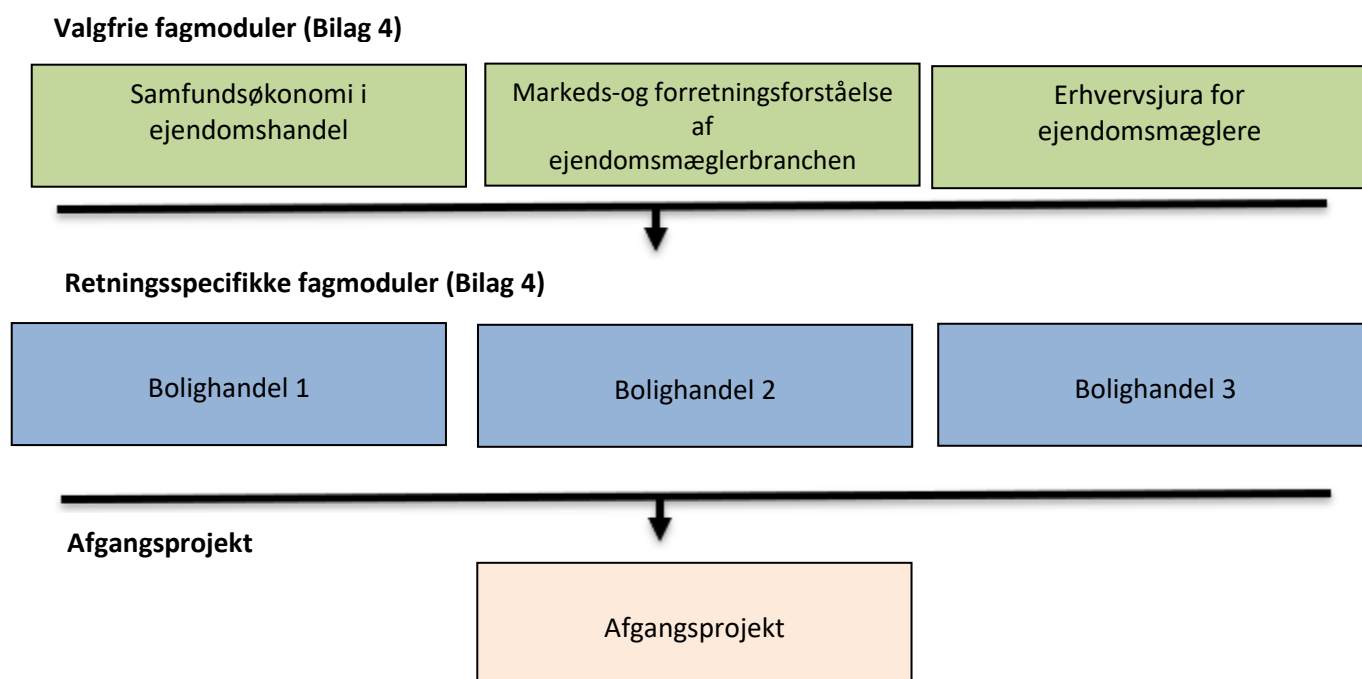 Valgfrie fagmoduler (Bilag 4)
Samfundsøkonomi i
ejendomshandel
Markeds-og forretningsforståelse
af
ejendomsmæglerbranchen
Erhvervsjura for
ejendomsmæglere
Retningsspecifikke fagmoduler (Bilag 4)
Bolighandel 1
Bolighandel 2
Bolighandel 3
Afgangsprojekt
Afgangsprojekt